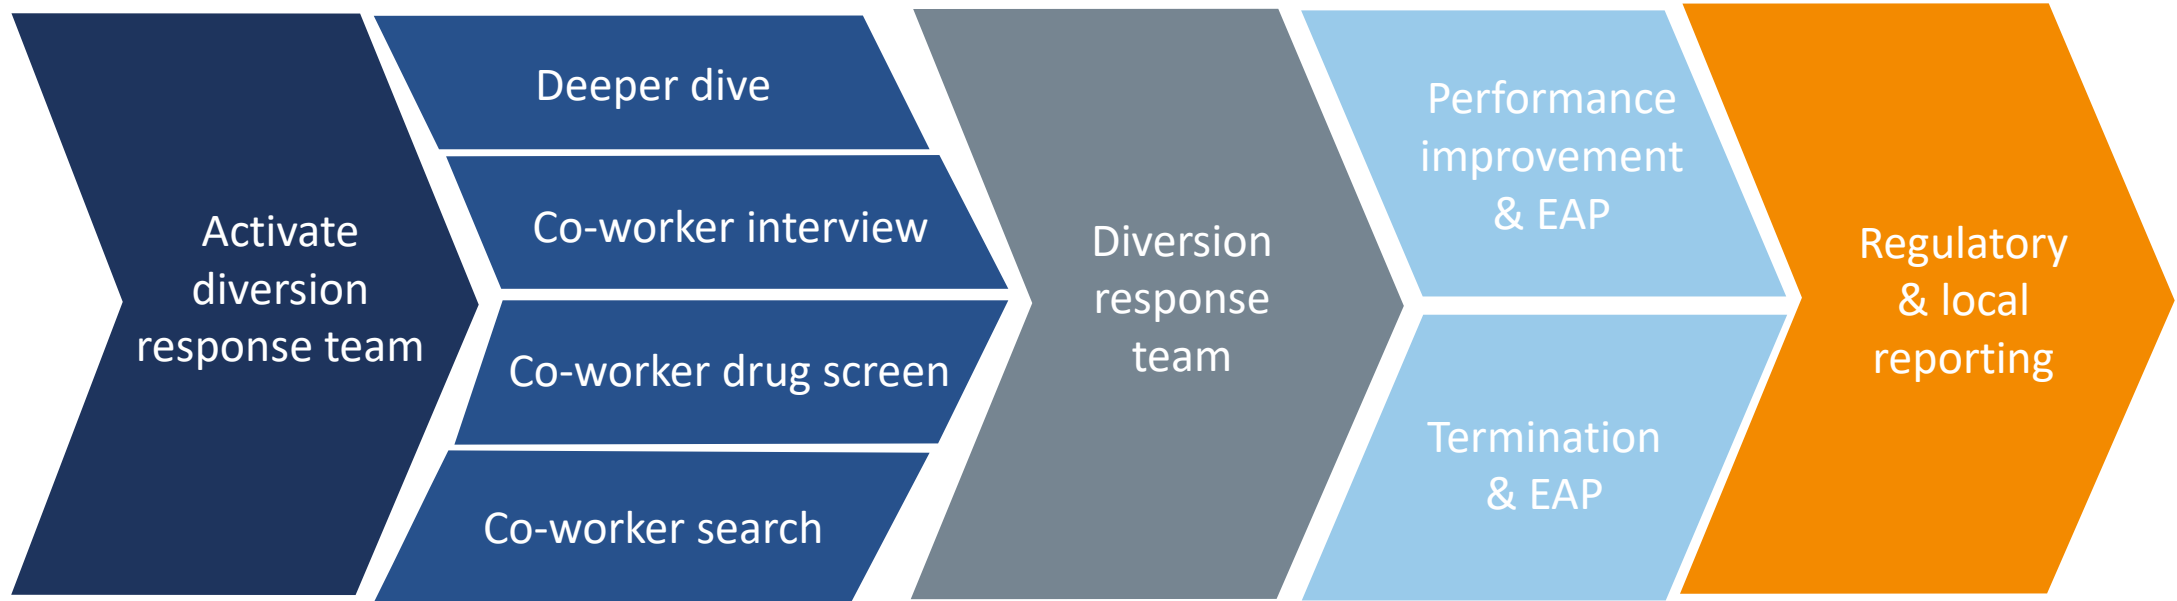 Activate
diversion
response team
Deeper dive
Co-worker interview
Co-worker drug screen
Co-worker search
Diversion
response
team
Performance
improvement
& EAP
Termination
& EAP
Regulatory
& local
reporting